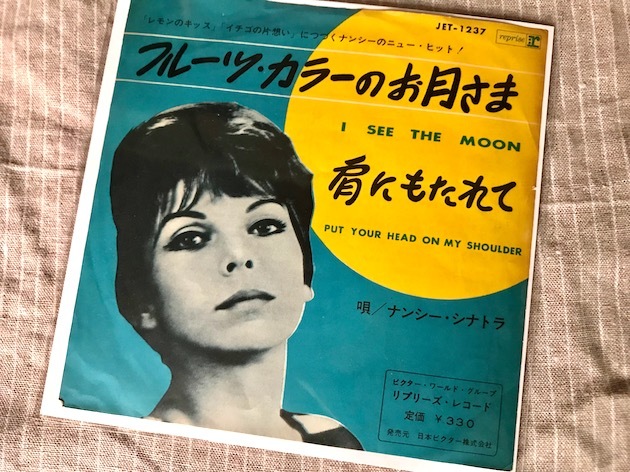 JET-1237
「レモンのキッス」「イチゴの片想い」につづくナンシーのニュー・ヒット!
reprise
フルーツ・カラーのお月さま
I SEE THE MOON
肩にもたれて
PUT YOUR HEAD ON MY SHOULDER
唄/ナンシー・シナトラ
ビクター・ワールド・グループ
リプリーズ・レコード
定価 ¥330
発売元 日本ビクター株式会社